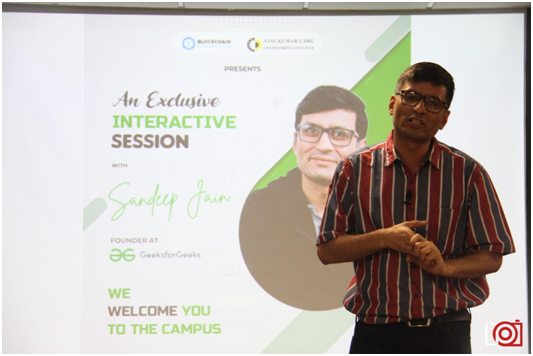 BLOCKCHAIN
AJAY KUMAR GARG
ENGINEERING COLLEGE
PRESENTS
An Exclusive
INTERACTIVE
SESSION
WITH
Sandeep Jain
FOUNDER AT
GeeksforGeeks
WE
WELCOME YOU
TO THE CAMPUS